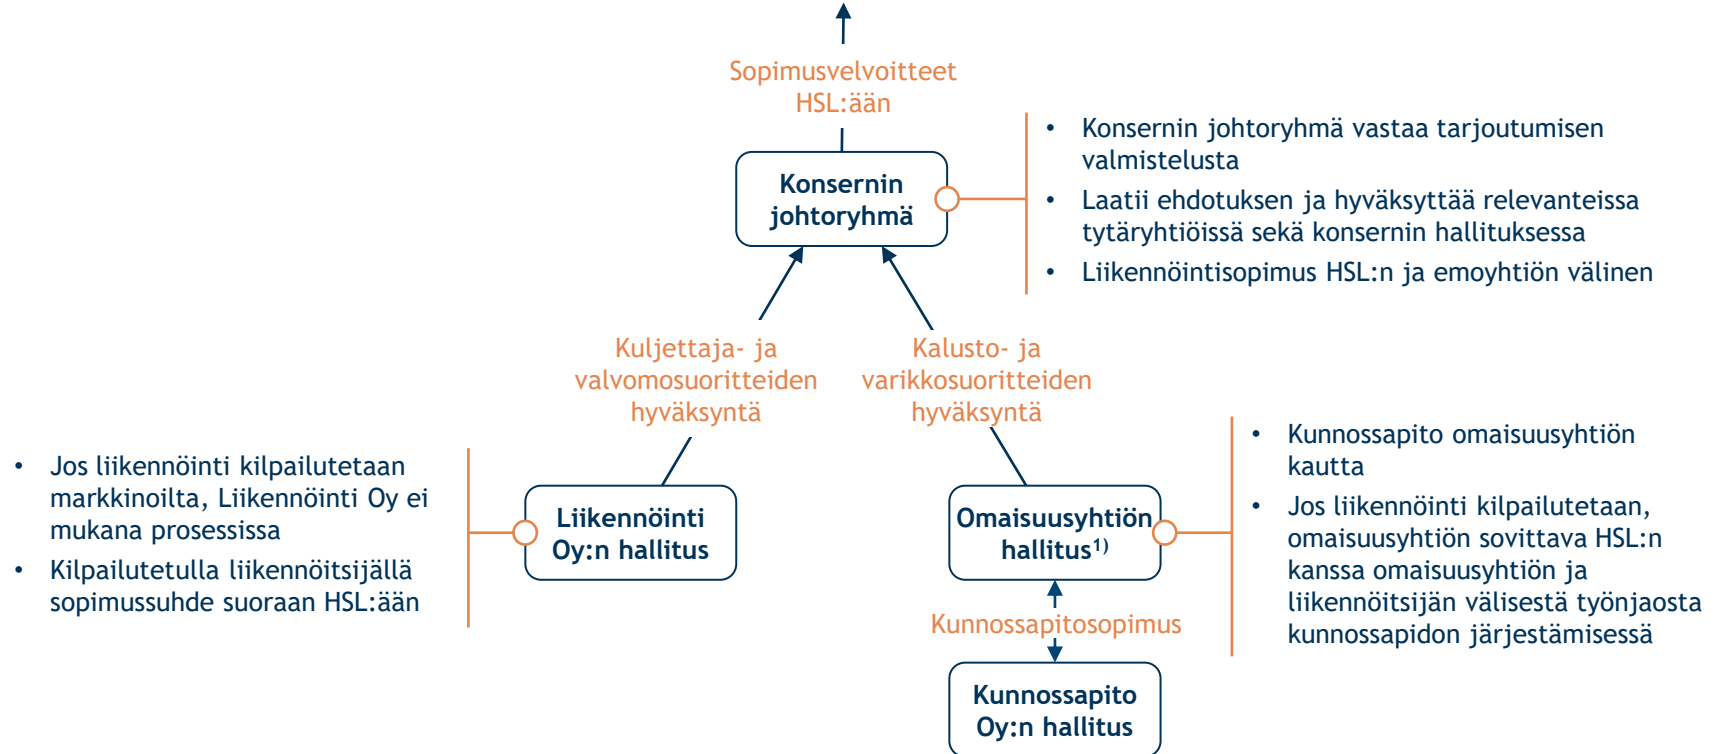 Sopimusvelvoitteet
HSL:ään
Konsernin
johtoryhmä
• Konsernin johtoryhmä vastaa tarjoutumisen
valmistelusta
• Laatii ehdotuksen ja hyväksyttää relevanteissa
tytäryhtiöissä sekä konsernin hallituksessa
• Liikennöintisopimus HSL:n ja emoyhtiön välinen
Kuljettaja- ja
valvomosuoritteiden
hyväksyntä
Kalusto- ja
varikkosuoritteiden
hyväksyntä
• Jos liikennöinti kilpailutetaan
markkinoilta, Liikennöinti Oy ei
mukana prosessissa
• Kilpailutetulla liikennöitsijällä
sopimussuhde suoraan HSL:ään
Liikennöinti
Oy:n hallitus
Omaisuusyhtiön
hallitus¹⁾
• Kunnossapito omaisuusyhtiön
kautta
• Jos liikennöinti kilpailutetaan,
omaisuusyhtiön sovittava HSL:n
kanssa omaisuusyhtiön ja
liikennöitsijän välisestä työnjaosta
kunnossapidon järjestämisessä
Kunnossapitosopimus
Kunnossapito
Oy:n hallitus